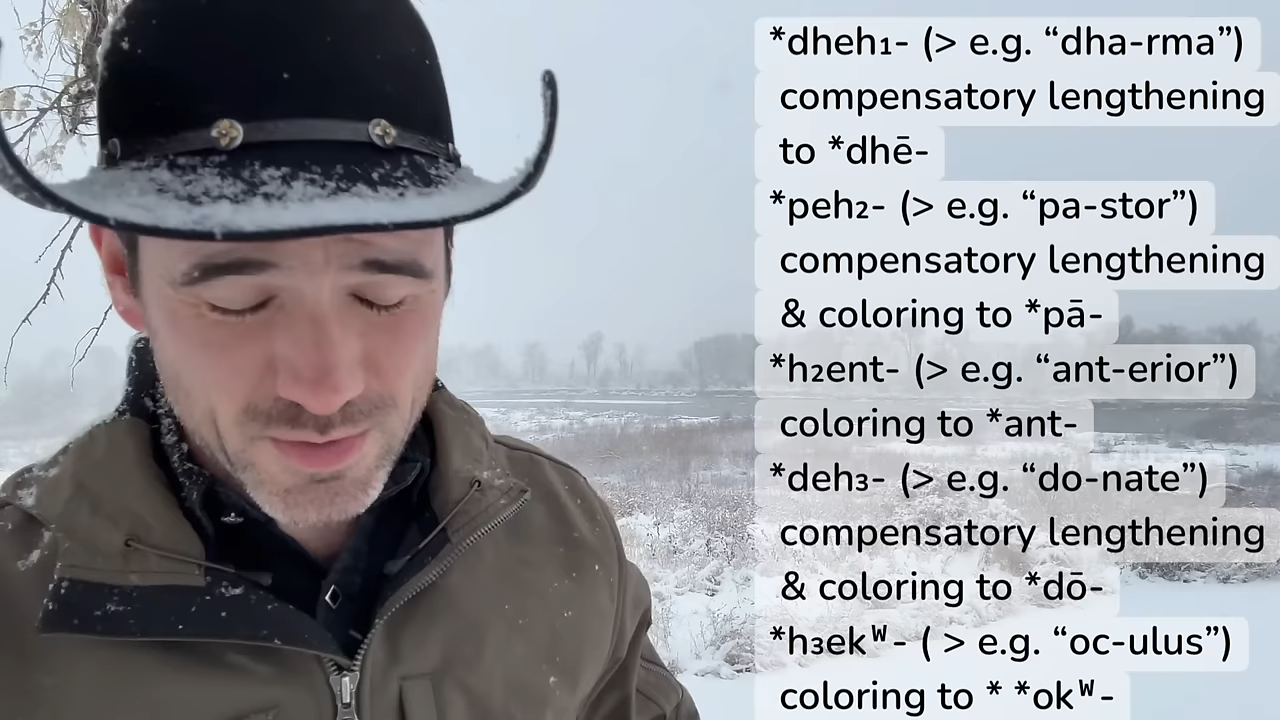 *dheh₁- (> e.g. “dha-rma”)
compensatory lengthening
to *dhē-
*peh₂- (> e.g. “pa-stor”)
compensatory lengthening
& coloring to *pā-
*h₂ent- (> e.g. “ant-erior”)
coloring to *ant-
*deh₃- (> e.g. “do-nate”)
compensatory lengthening
& coloring to *dō-
*h₃ekᵂ- ( > e.g. “oc-ulus”)
coloring to * *okᵂ-